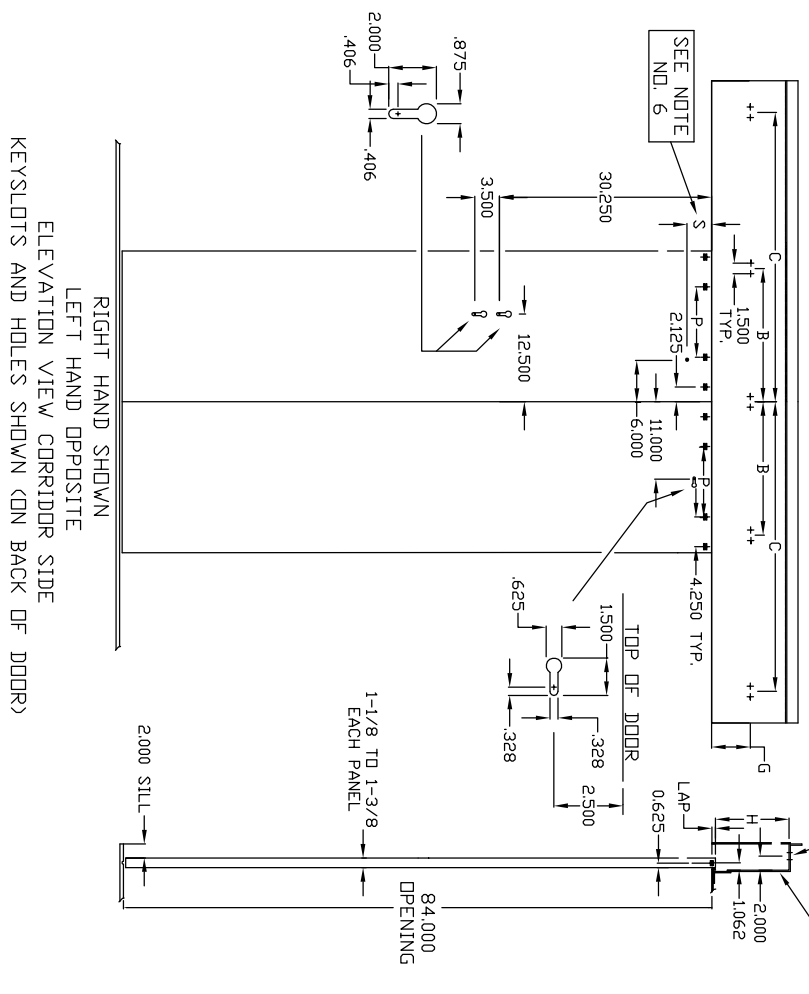 C
C
B
B
1.500
TYP.
G
SEE NOTE
NO. 6
S
30.250
3.500
P
2.125
12.500
6.000
11.000
P
4.250 TYP.
.875
2.000
.406
.406
TOP OF DOOR
1.500
.625
.328
.328
2.500
H
LAP
0.625
2.000
1.062
1-1/8 TO 1-3/8
EACH PANEL
84.000
OPENING
2.000 SILL
RIGHT HAND SHOWN
LEFT HAND OPPOSITE
ELEVATION VIEW CORRIDOR SIDE
KEYSLOTS AND HOLES SHOWN (ON BACK OF DOOR)